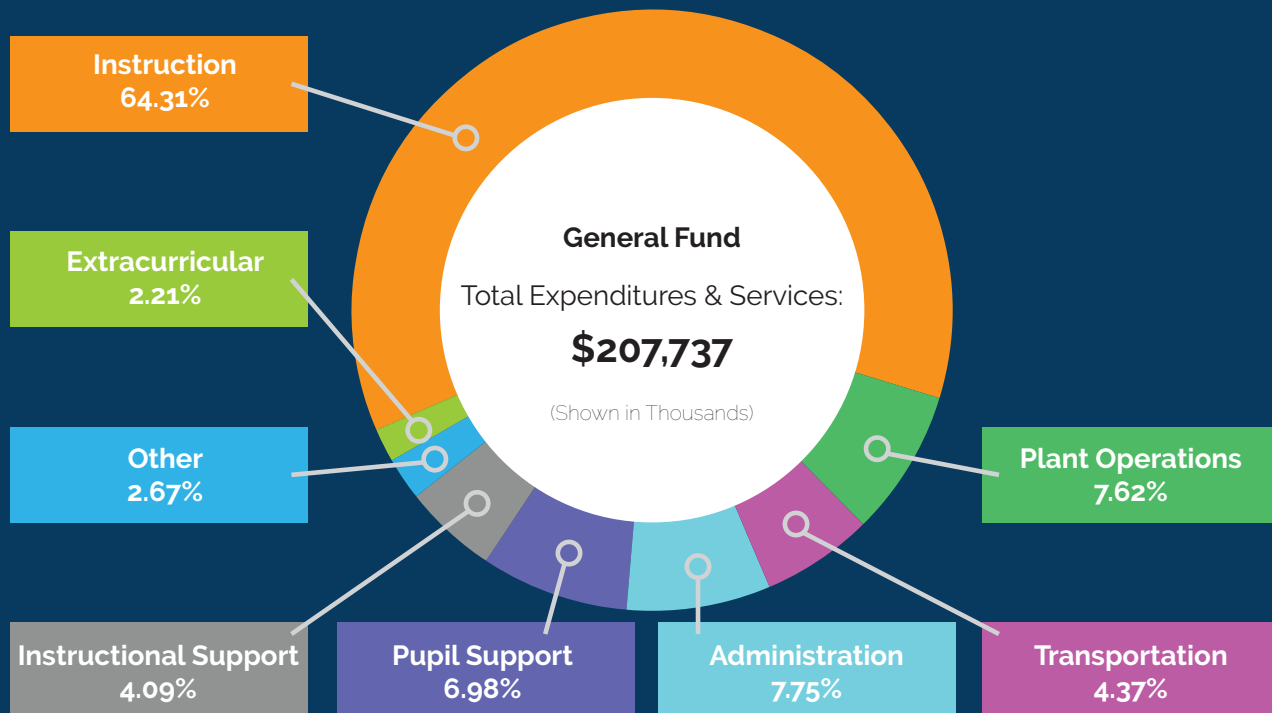 Instruction
64.31%
Extracurricular
2.21%
General Fund
Total Expenditures & Services:
$207,737
(Shown in Thousands)
Other
2.67%
Plant Operations
7.62%
Instructional Support
4.09%
Pupil Support
6.98%
Administration
7.75%
Transportation
4.37%